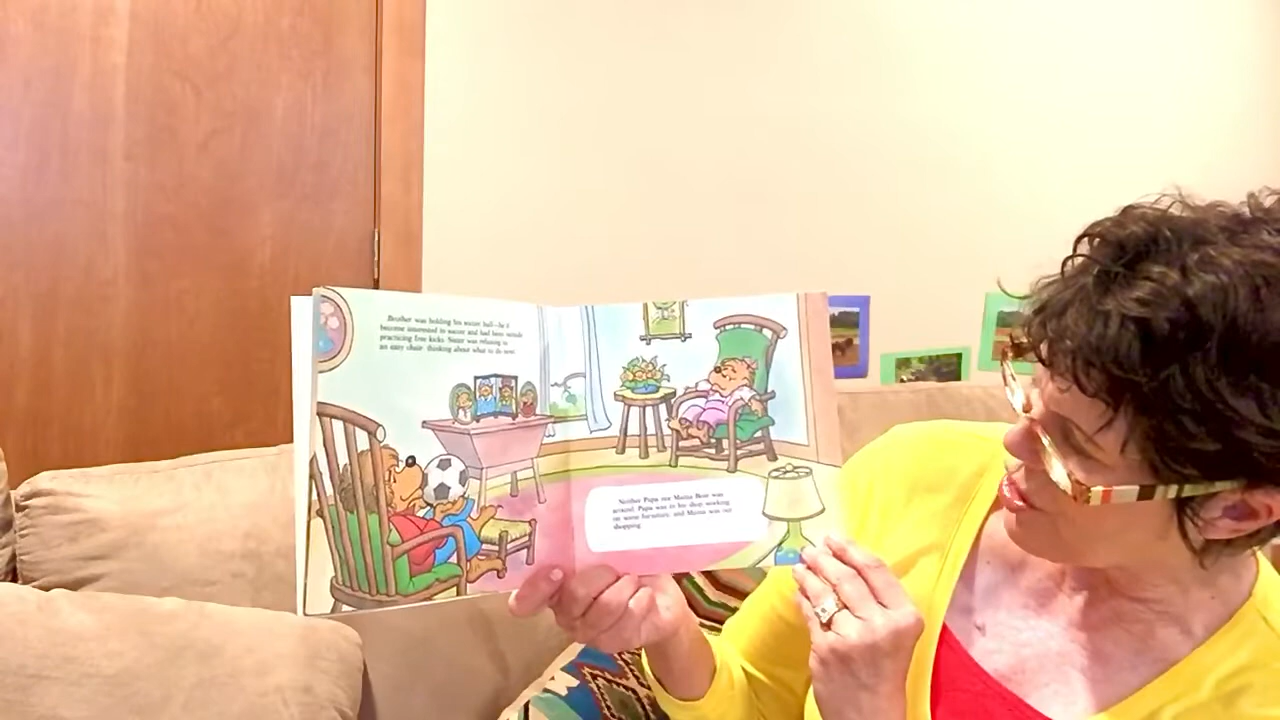 Brother was holding his soccer ball—he'd
become interested in soccer and had been
practicing free kicks. Sister was relaxing in
an easy chair thinking about what to do next.
Neither Papa nor Mama Bear was
around. Papa was in his shop working
on some furniture, and Mama was out
shopping.